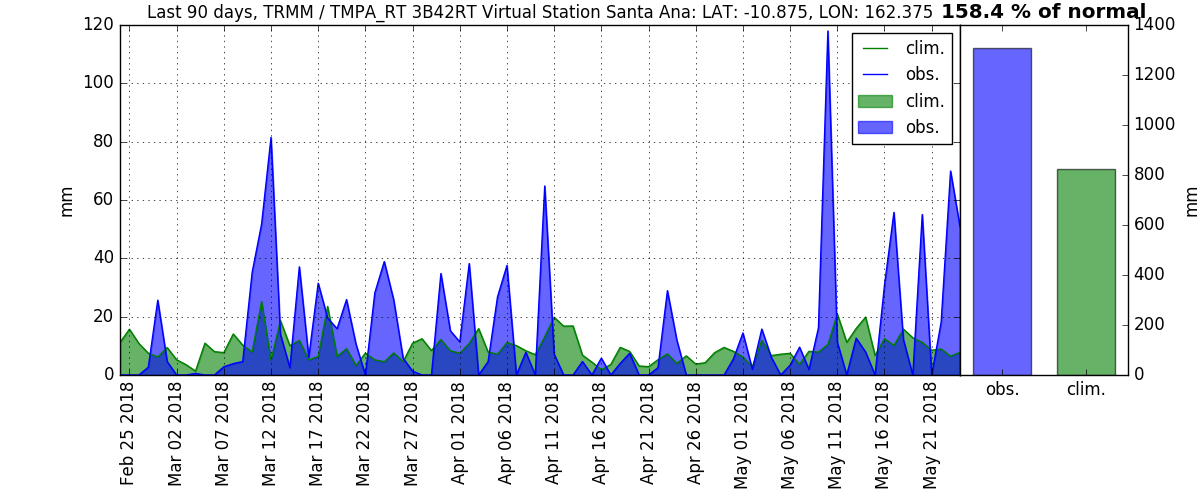 Last 90 days, TRMM / TMPA_RT 3B42RT Virtual Station Santa Ana: LAT: -10.875, LON: 162.375 158.4 % of normal
120
100
80
60
40
20
0
mm
clim.
obs.
clim.
obs.
1400
1200
1000
800
600
400
200
0
mm
Feb 25 2018
Mar 02 2018
Mar 07 2018
Mar 12 2018
Mar 17 2018
Mar 22 2018
Mar 27 2018
Apr 01 2018
Apr 06 2018
Apr 11 2018
Apr 16 2018
Apr 21 2018
Apr 26 2018
May 01 2018
May 06 2018
May 11 2018
May 16 2018
May 21 2018
obs. clim.